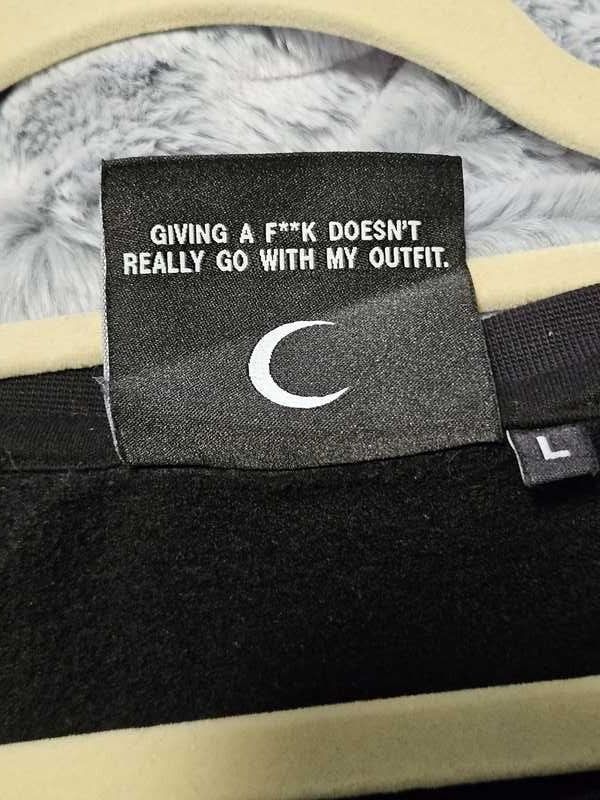 GIVING A F**K DOESN'T
REALLY GO WITH MY OUTFIT.
L